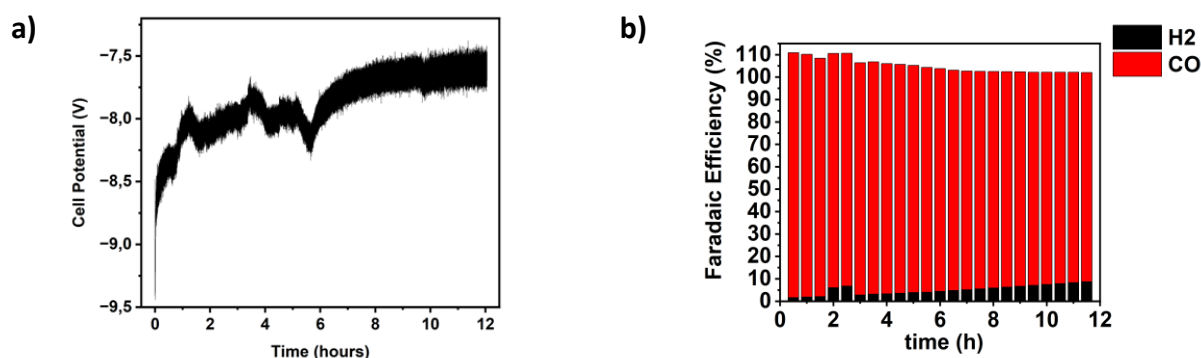 a)
Cell Potential (V)
−7,5
−8,0
−8,5
−9,0
−9,5
0 2 4 6 8 10 12
Time (hours)
b)
H2
CO
Faradaic Efficiency (%)
110
100
90
80
70
60
50
40
30
20
10
0
0 2 4 6 8 10 12
time (h)